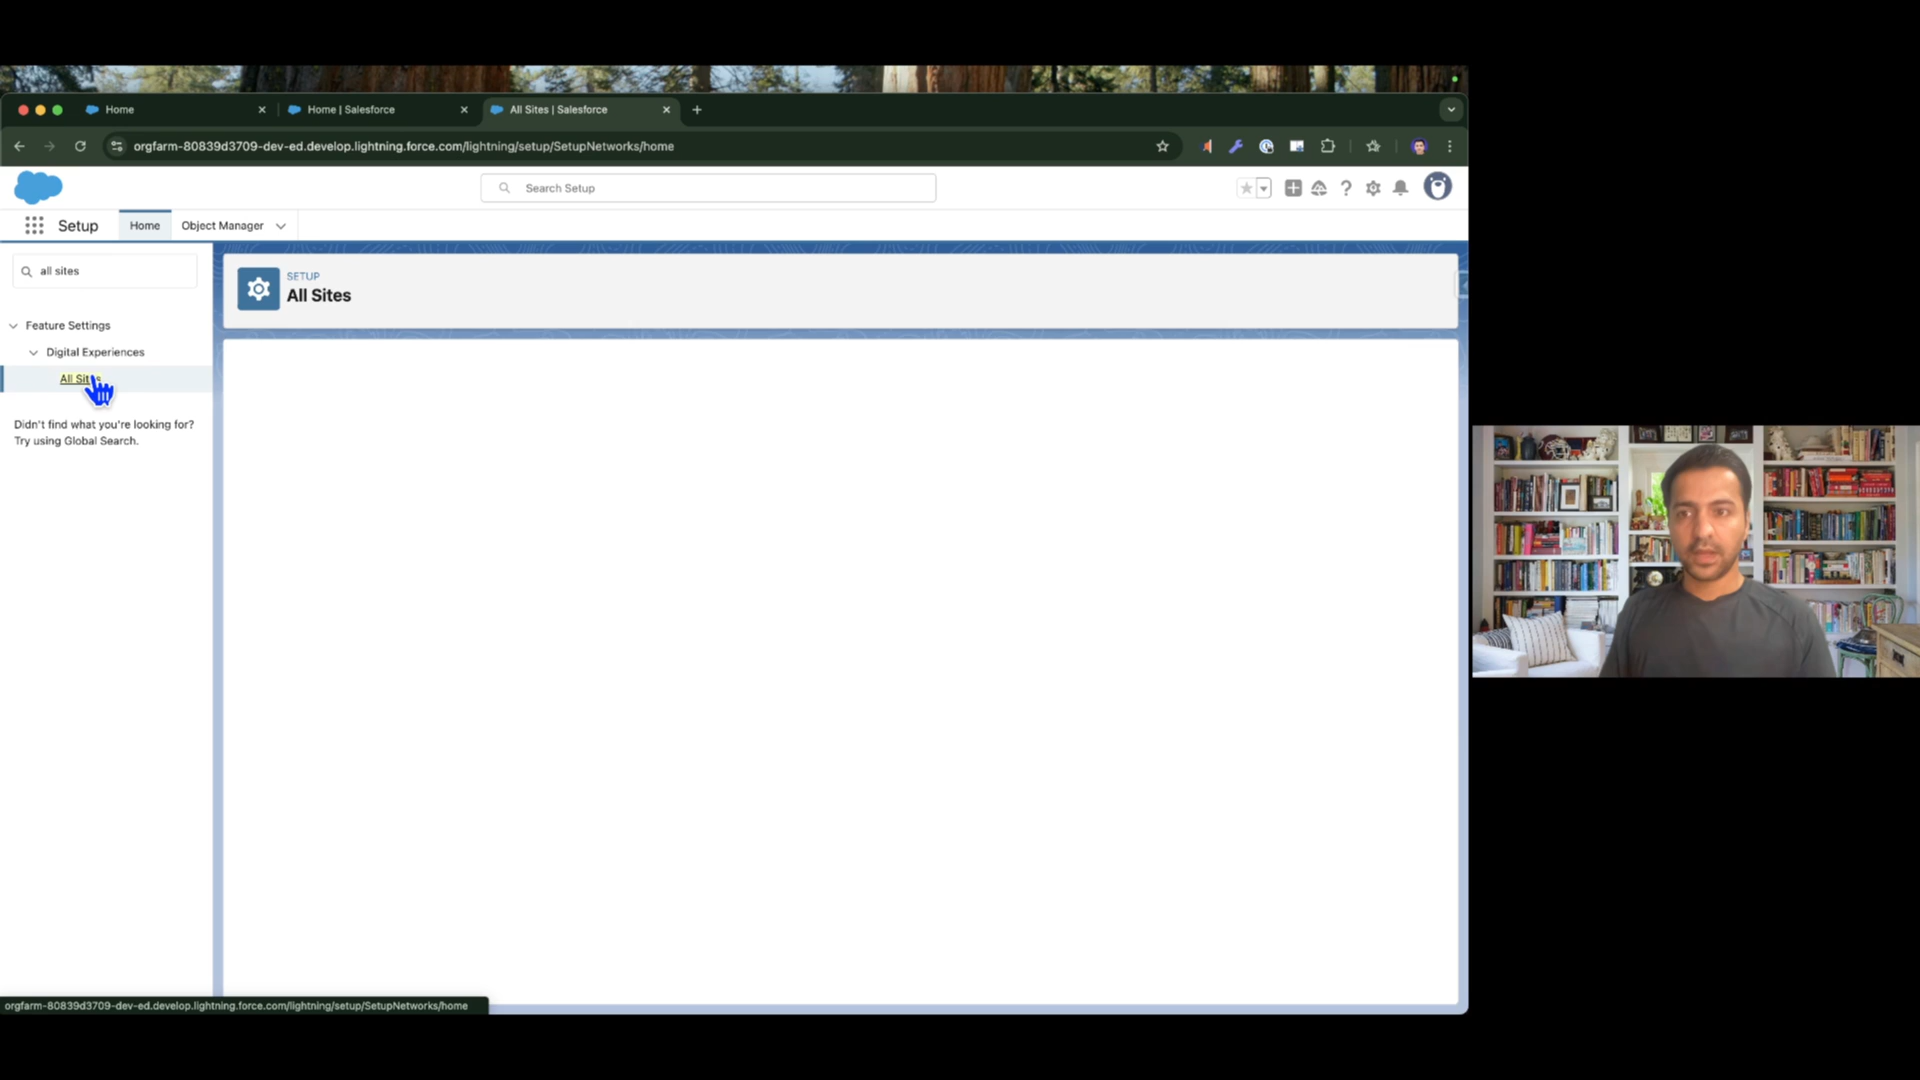 Home
Home | Salesforce
All Sites | Salesforce
orgfarm-80839d3709-dev-ed.develop.lightning.force.com/lightning/setup/SetupNetworks/home
Search Setup
Setup
Home
Object Manager
all sites
SETUP
All Sites
Feature Settings
Digital Experiences
All Sites
Didn't find what you're looking for?
Try using Global Search.
orgfarm-80839d3709-dev-ed.develop.lightning.force.com/lightning/setup/SetupNetworks/home